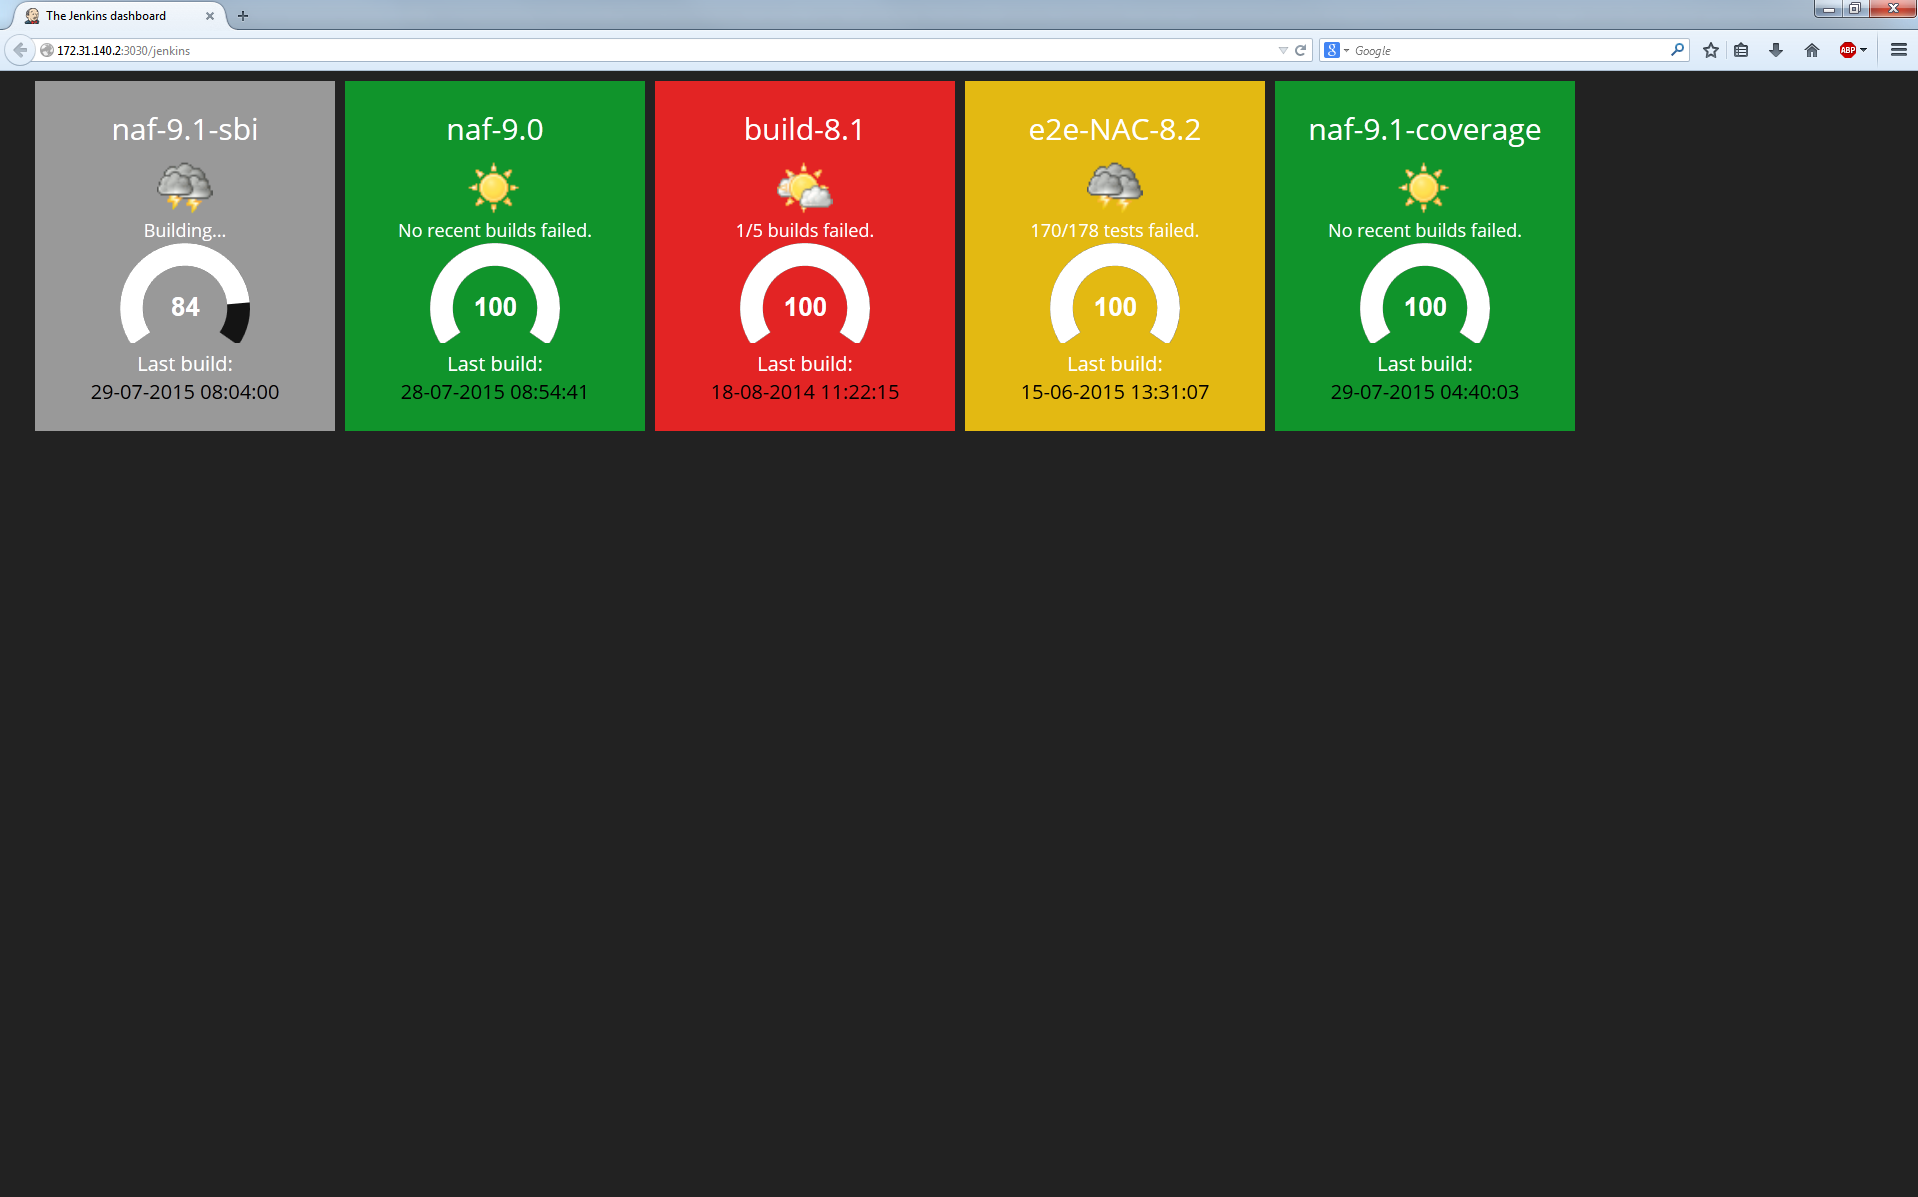 The Jenkins dashboard
172.31.140.2:3030/jenkins
8
Google
ABP
naf-9.1-sbi
Building...
84
Last build:
29-07-2015 08:04:00
naf-9.0
No recent builds failed.
100
Last build:
28-07-2015 08:54:41
build-8.1
1/5 builds failed.
100
Last build:
18-08-2014 11:22:15
e2e-NAC-8.2
170/178 tests failed.
100
Last build:
15-06-2015 13:31:07
naf-9.1-coverage
No recent builds failed.
100
Last build:
29-07-2015 04:40:03